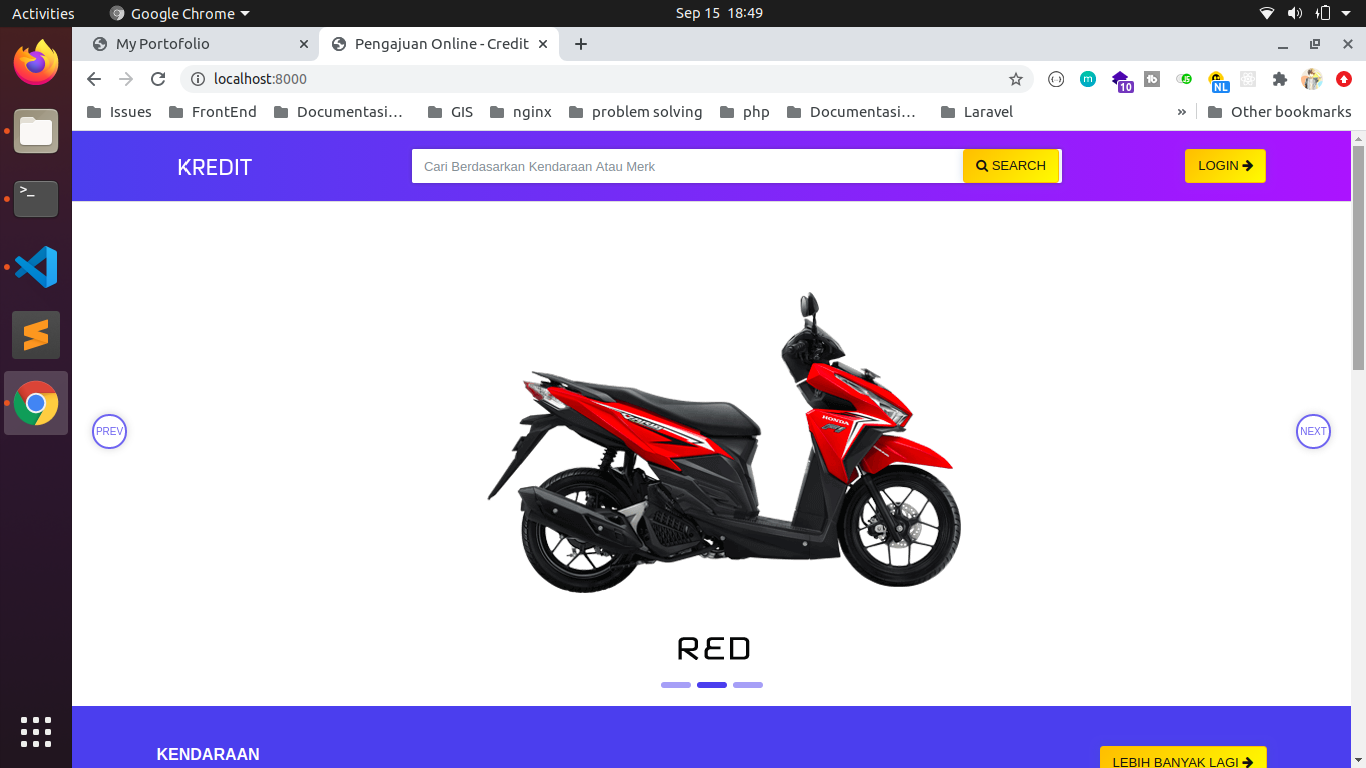 Activities
Google Chrome
Sep 15 18:49
My Portofolio
Pengajuan Online - Credit
localhost:8000
10
NL
Issues
FrontEnd
Documentasi...
GIS
nginx
problem solving
php
Documentasi...
Laravel
»
Other bookmarks
KREDIT
Cari Berdasarkan Kendaraan Atau Merk
SEARCH
LOGIN
HONDA
PREV
NEXT
RED
KENDARAAN
LEBIH BANYAK LAGI